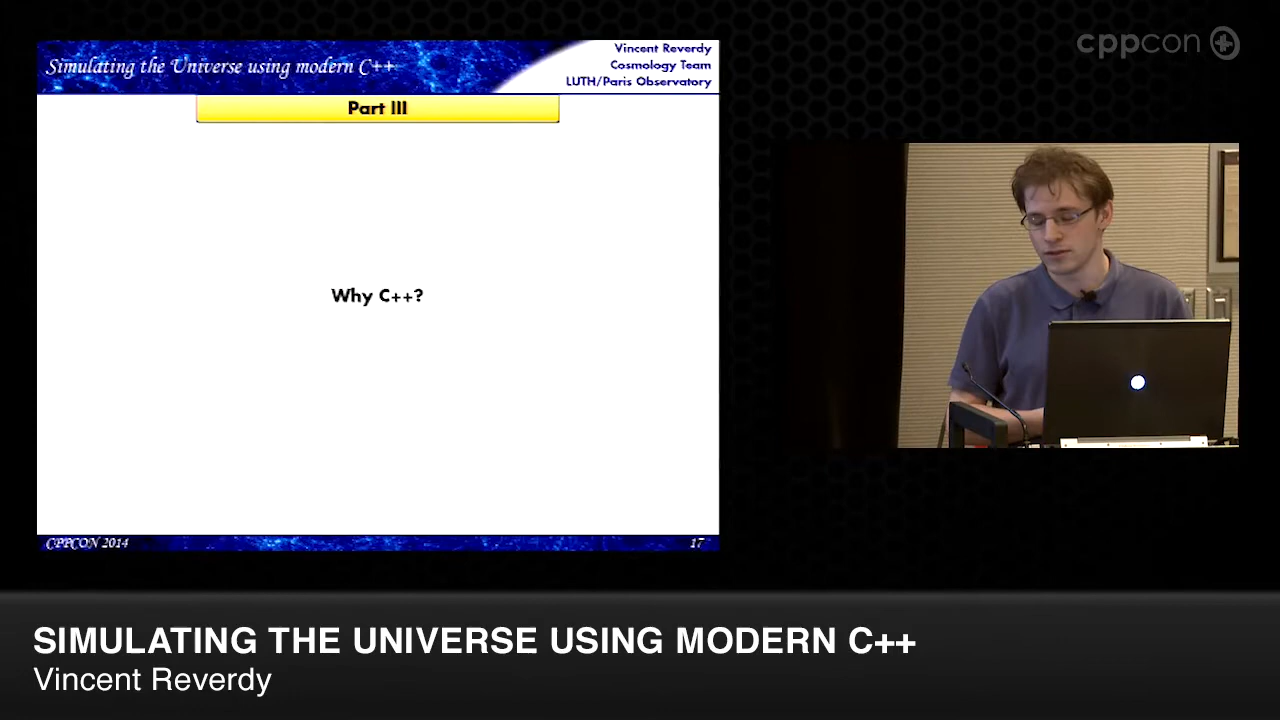 cppcon
Simulating the Universe using modern C++
Vincent Reverdy
Cosmology Team
LUTH/Paris Observatory
Part III
Why C++?
CPPCON 2014
17
SIMULATING THE UNIVERSE USING MODERN C++
Vincent Reverdy